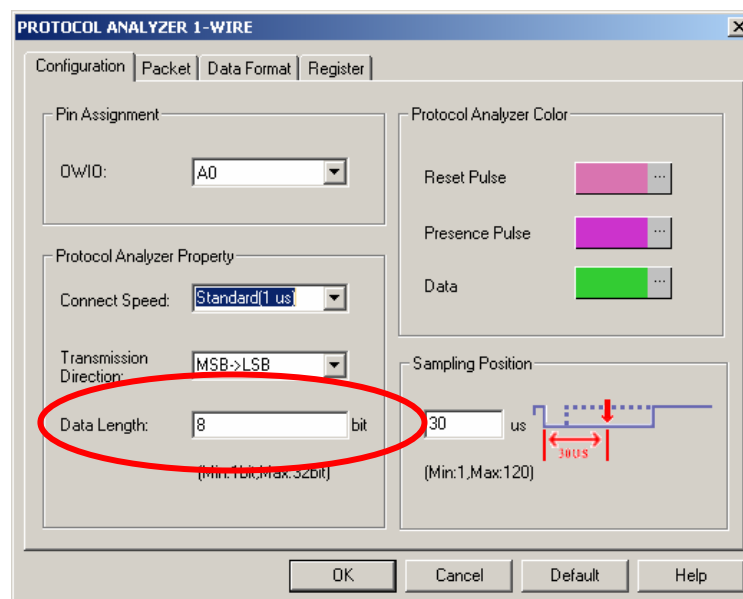 PROTOCOL ANALYZER 1-WIRE
Configuration Packet Data Format Register
Pin Assignment
OWIO: A0
Protocol Analyzer Property
Connect Speed: Standard(1 us)
Transmission Direction: MSB->LSB
Data Length: 8 bit
(Min:1bit,Max:32bit)
Protocol Analyzer Color
Reset Pulse ...
Presence Pulse ...
Data ...
Sampling Position
30 us
30US
(Min:1,Max:120)
OK Cancel Default Help